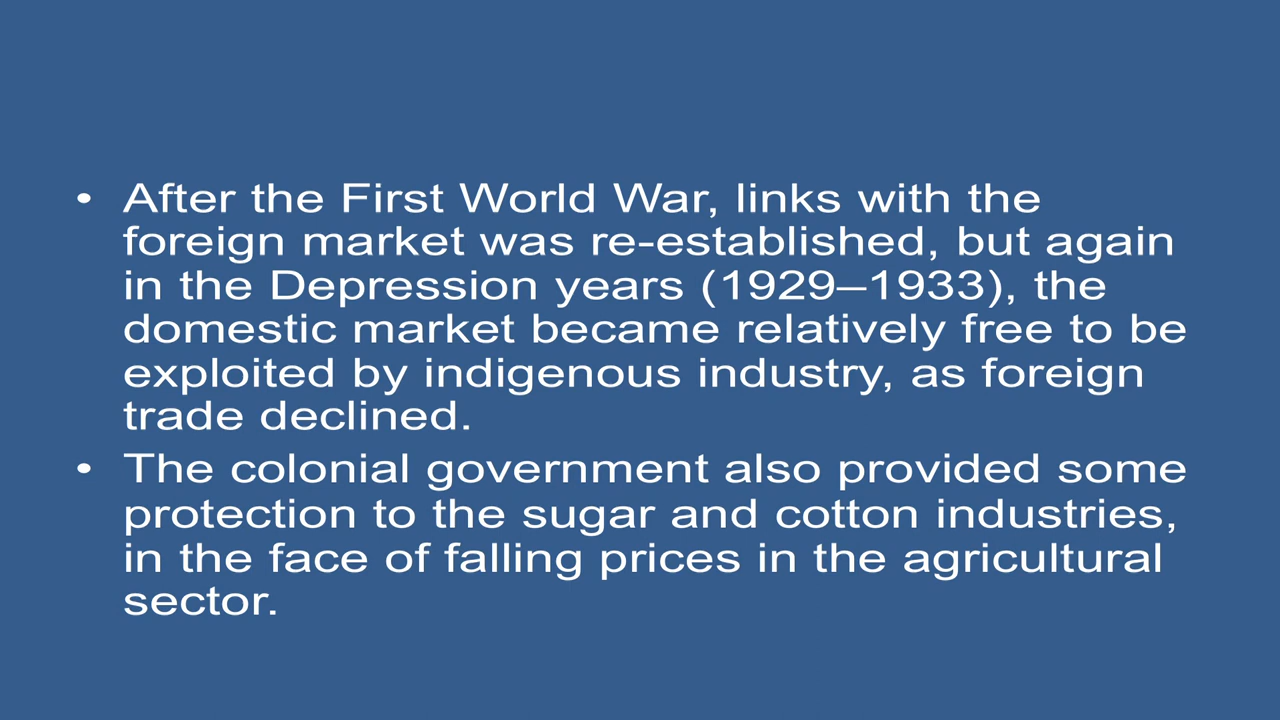 • After the First World War, links with the
foreign market was re-established, but again
in the Depression years (1929–1933), the
domestic market became relatively free to be
exploited by indigenous industry, as foreign
trade declined.
• The colonial government also provided some
protection to the sugar and cotton industries,
in the face of falling prices in the agricultural
sector.